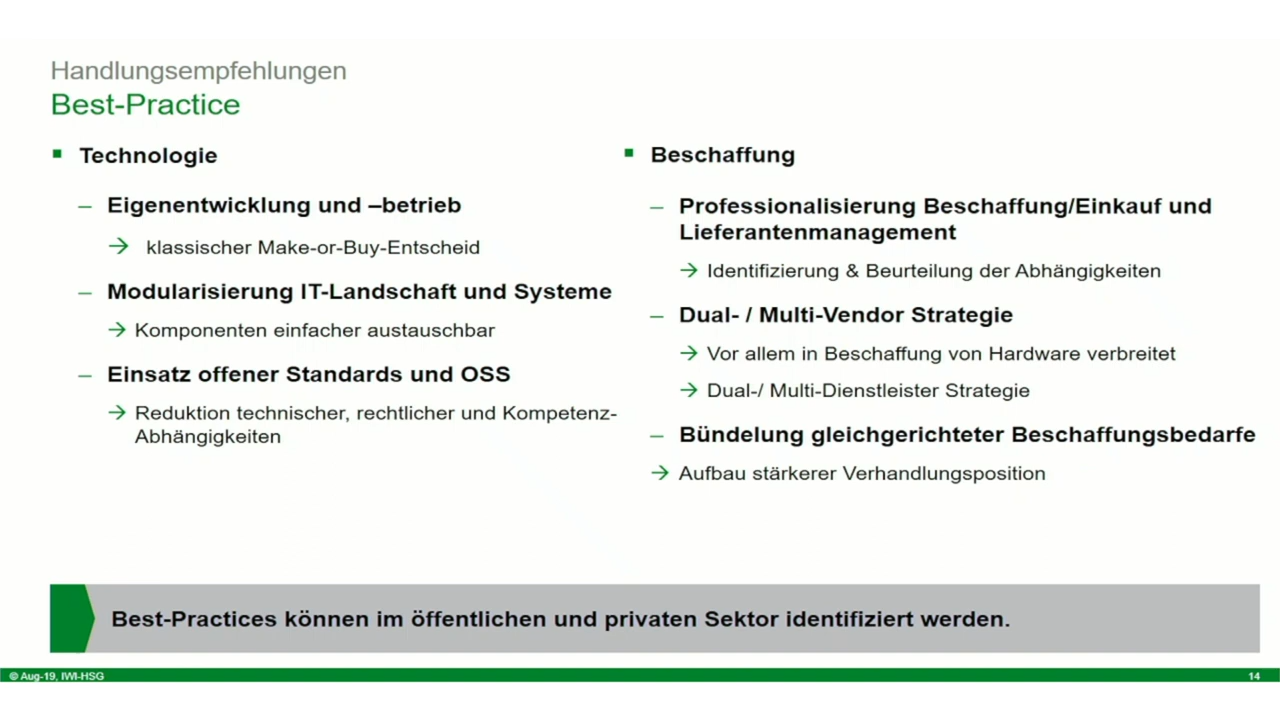 Handlungsempfehlungen
Best-Practice
Technologie
– Eigenentwicklung und –betrieb
→ klassischer Make-or-Buy-Entscheid
– Modularisierung IT-Landschaft und Systeme
→ Komponenten einfacher austauschbar
– Einsatz offener Standards und OSS
→ Reduktion technischer, rechtlicher und Kompetenz-
Abhängigkeiten
Beschaffung
– Professionalisierung Beschaffung/Einkauf und
Lieferantenmanagement
→ Identifizierung & Beurteilung der Abhängigkeiten
– Dual- / Multi-Vendor Strategie
→ Vor allem in Beschaffung von Hardware verbreitet
→ Dual-/ Multi-Dienstleister Strategie
– Bündelung gleichgerichteter Beschaffungsbedarfe
→ Aufbau stärkerer Verhandlungsposition
Best-Practices können im öffentlichen und privaten Sektor identifiziert werden.
© Aug-19, IWI-HSG
14